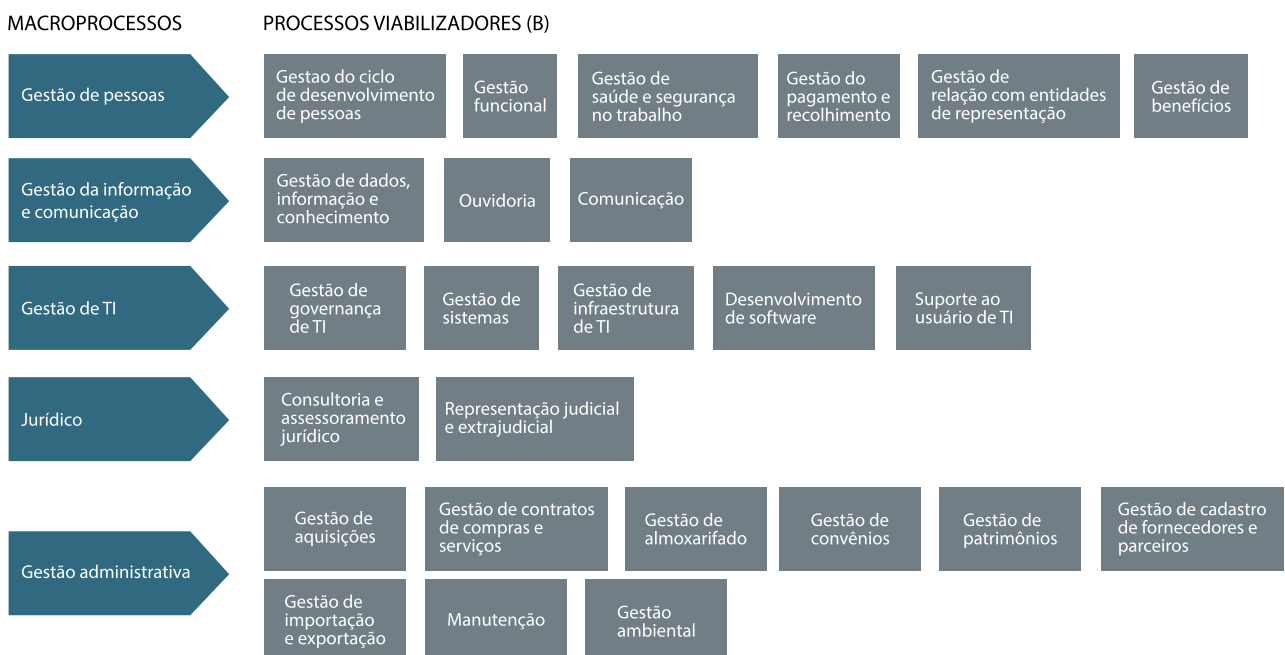 MACROPROCESSOS
PROCESSOS VIABILIZADORES (B)
Gestão de pessoas
Gestao do ciclo
de desenvolvimento
de pessoas
Gestão
funcional
Gestão de
saúde e segurança
no trabalho
Gestão do
pagamento e
recolhimento
Gestão de
relação com entidades
de representação
Gestão de
benefícios
Gestão da informação
e comunicação
Gestão de dados,
informação e
conhecimento
Ouvidoria
Comunicação
Gestão de TI
Gestão de
governança
de TI
Gestão de
sistemas
Gestão de
infraestrutura
de TI
Desenvolvimento
de software
Suporte ao
usuário de TI
Jurídico
Consultoria e
assessoramento
jurídico
Representação judicial
e extrajudicial
Gestão administrativa
Gestão de
aquisições
Gestão de contratos
de compras e
serviços
Gestão de
almoxarifado
Gestão de
convênios
Gestão de
patrimônios
Gestão de cadastro
de fornecedores e
parceiros
Gestão de
importação
e exportação
Manutenção
Gestão
ambiental